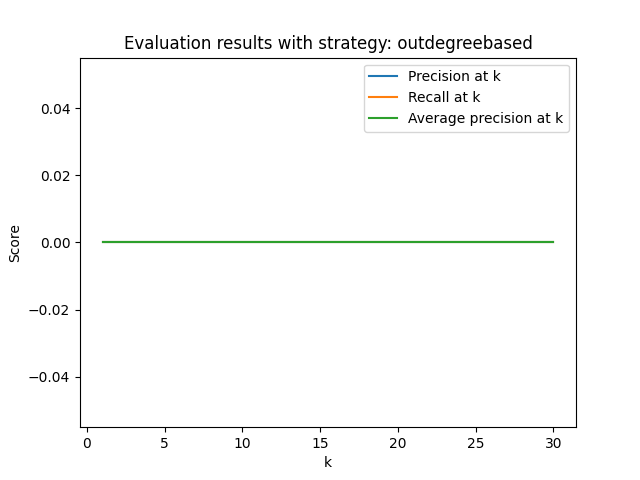 Evaluation results with strategy: outdegreebased
Precision at k
Recall at k
Average precision at k
0.04
0.02
0.00
−0.02
−0.04
Score
0 5 10 15 20 25 30
k